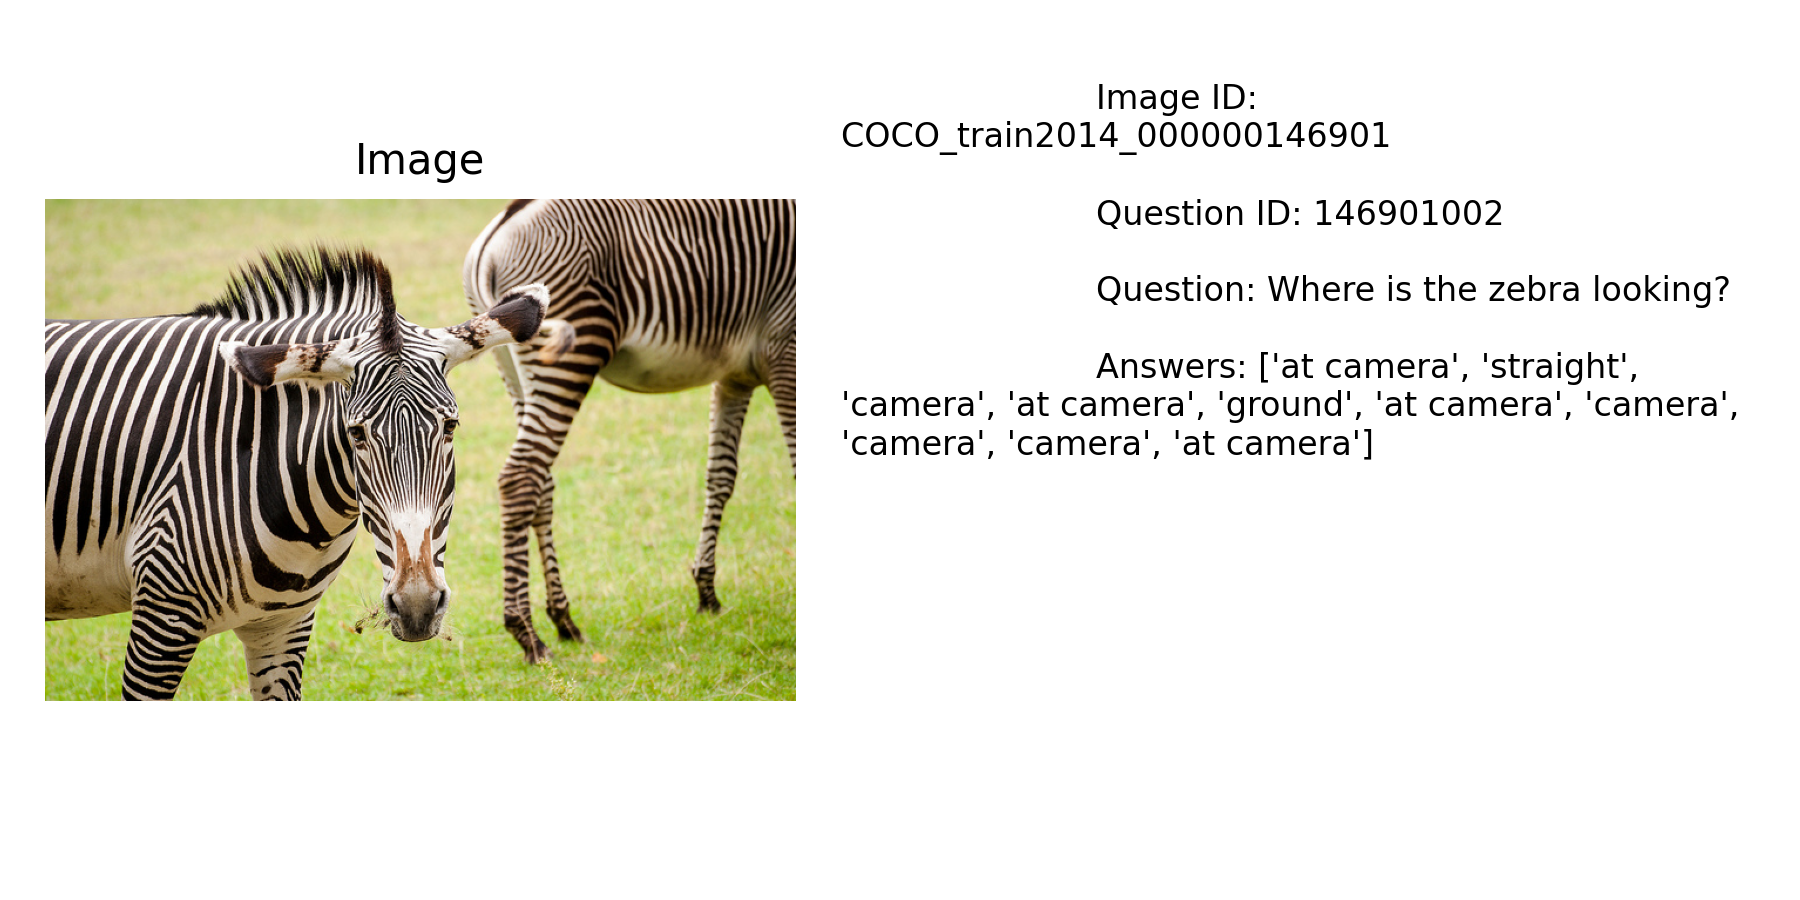 Image
Image ID:
COCO_train2014_000000146901
Question ID: 146901002
Question: Where is the zebra looking?
Answers: ['at camera', 'straight',
'camera', 'at camera', 'ground', 'at camera', 'camera',
'camera', 'camera', 'at camera']